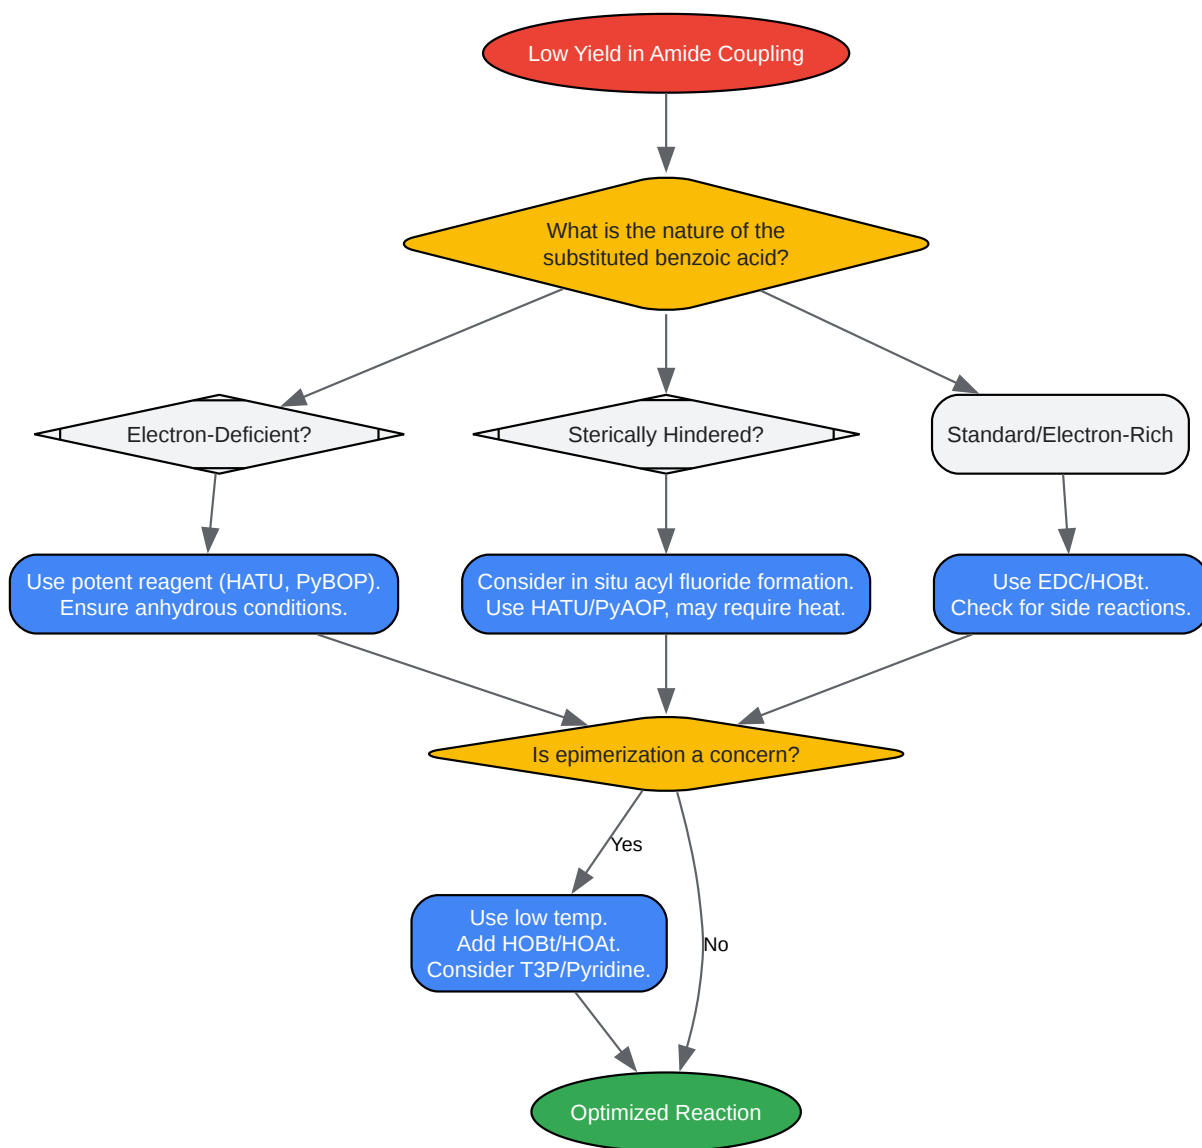 Low Yield in Amide Coupling
What is the nature of the
substituted benzoic acid?
Electron-Deficient?
Sterically Hindered?
Standard/Electron-Rich
Use potent reagent (HATU, PyBOP).
Ensure anhydrous conditions.
Consider in situ acyl fluoride formation.
Use HATU/PyAOP, may require heat.
Use EDC/HOBt.
Check for side reactions.
Is epimerization a concern?
Yes
Use low temp.
Add HOBt/HOAt.
Consider T3P/Pyridine.
No
Optimized Reaction